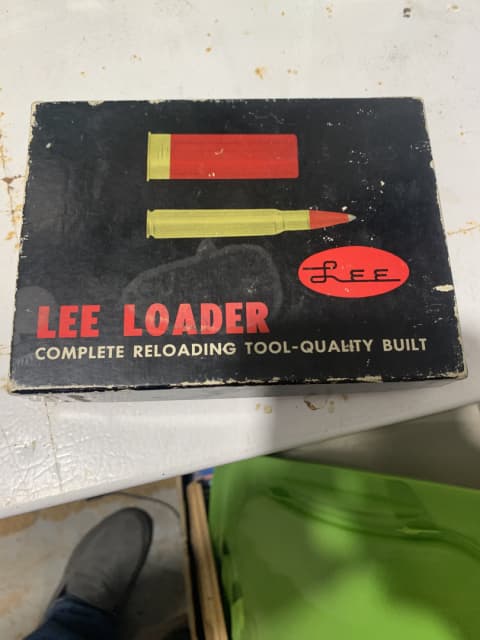 LEE
LEE LOADER
COMPLETE RELOADING TOOL-QUALITY BUILT